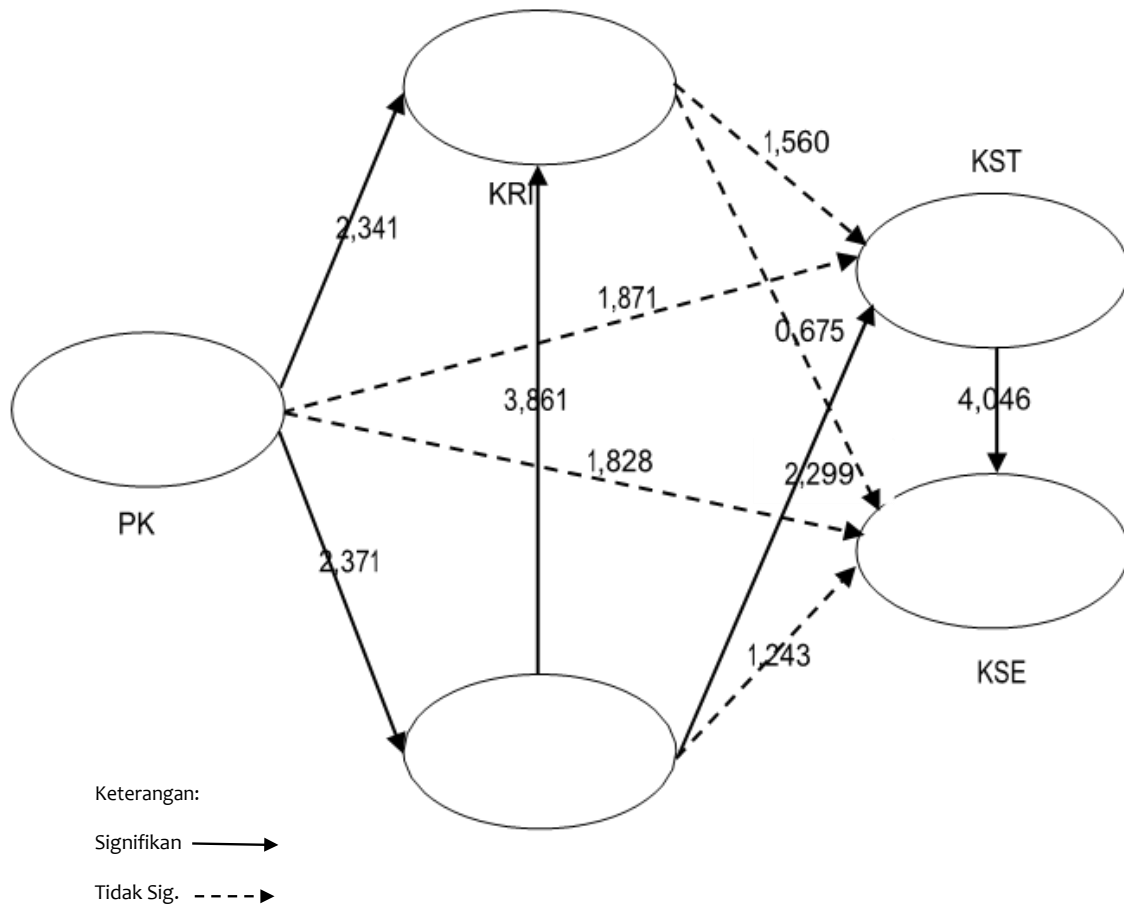 1,560
KST
KRI
2,341
1,871
0,675
3,861
4,046
1,828
2,299
PK
2,371
1,243
KSE
Keterangan:
Signifikan
Tidak Sig.